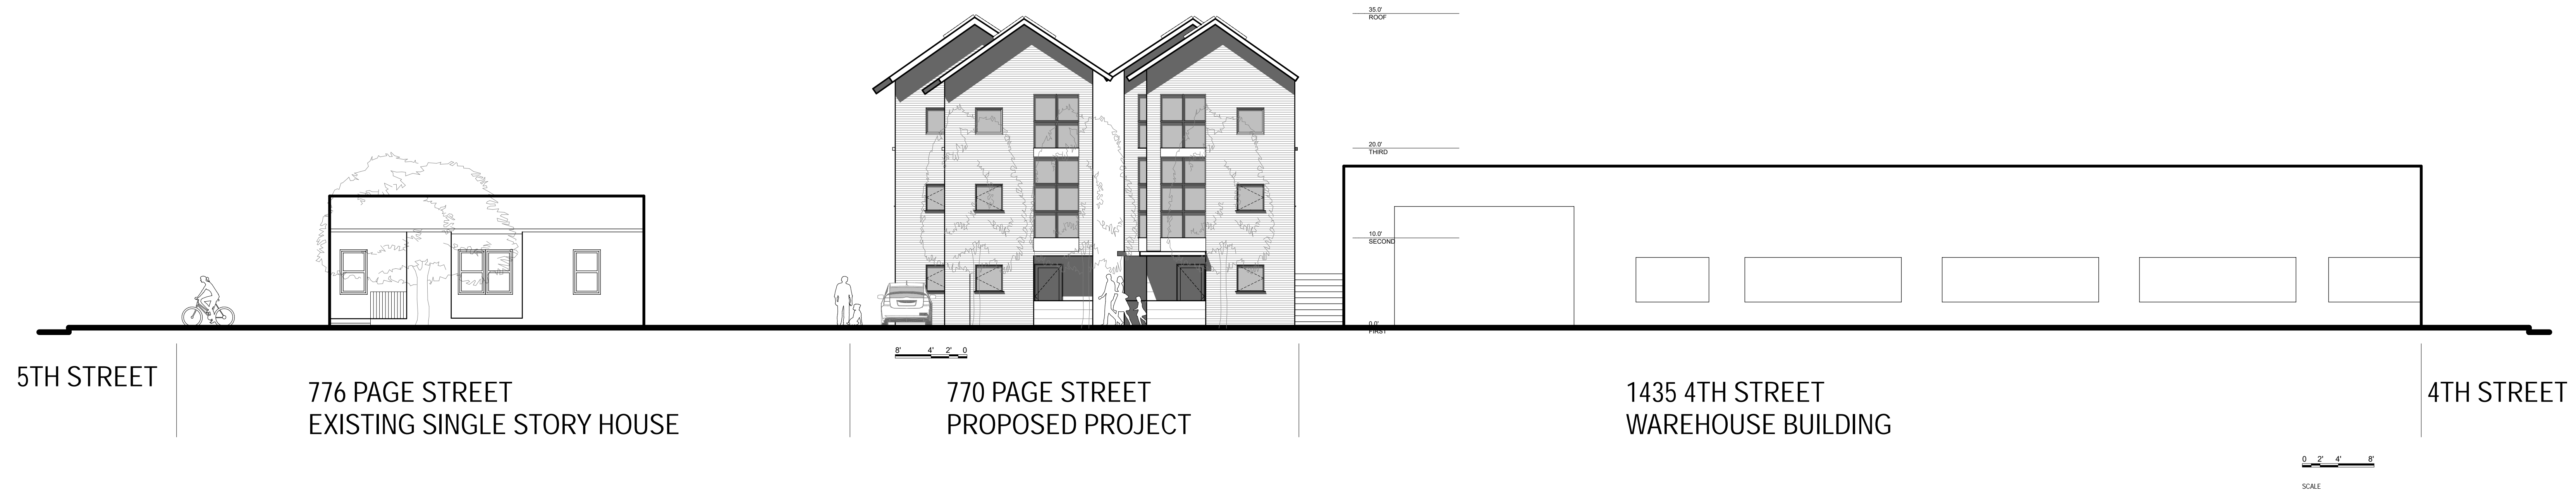 35.0'
ROOF
20.0'
THIRD
10.0'
SECOND
0.0'
FIRST
8' 4' 2' 0
5TH STREET
776 PAGE STREET
EXISTING SINGLE STORY HOUSE
770 PAGE STREET
PROPOSED PROJECT
1435 4TH STREET
WAREHOUSE BUILDING
4TH STREET
0 2' 4' 8'
SCALE